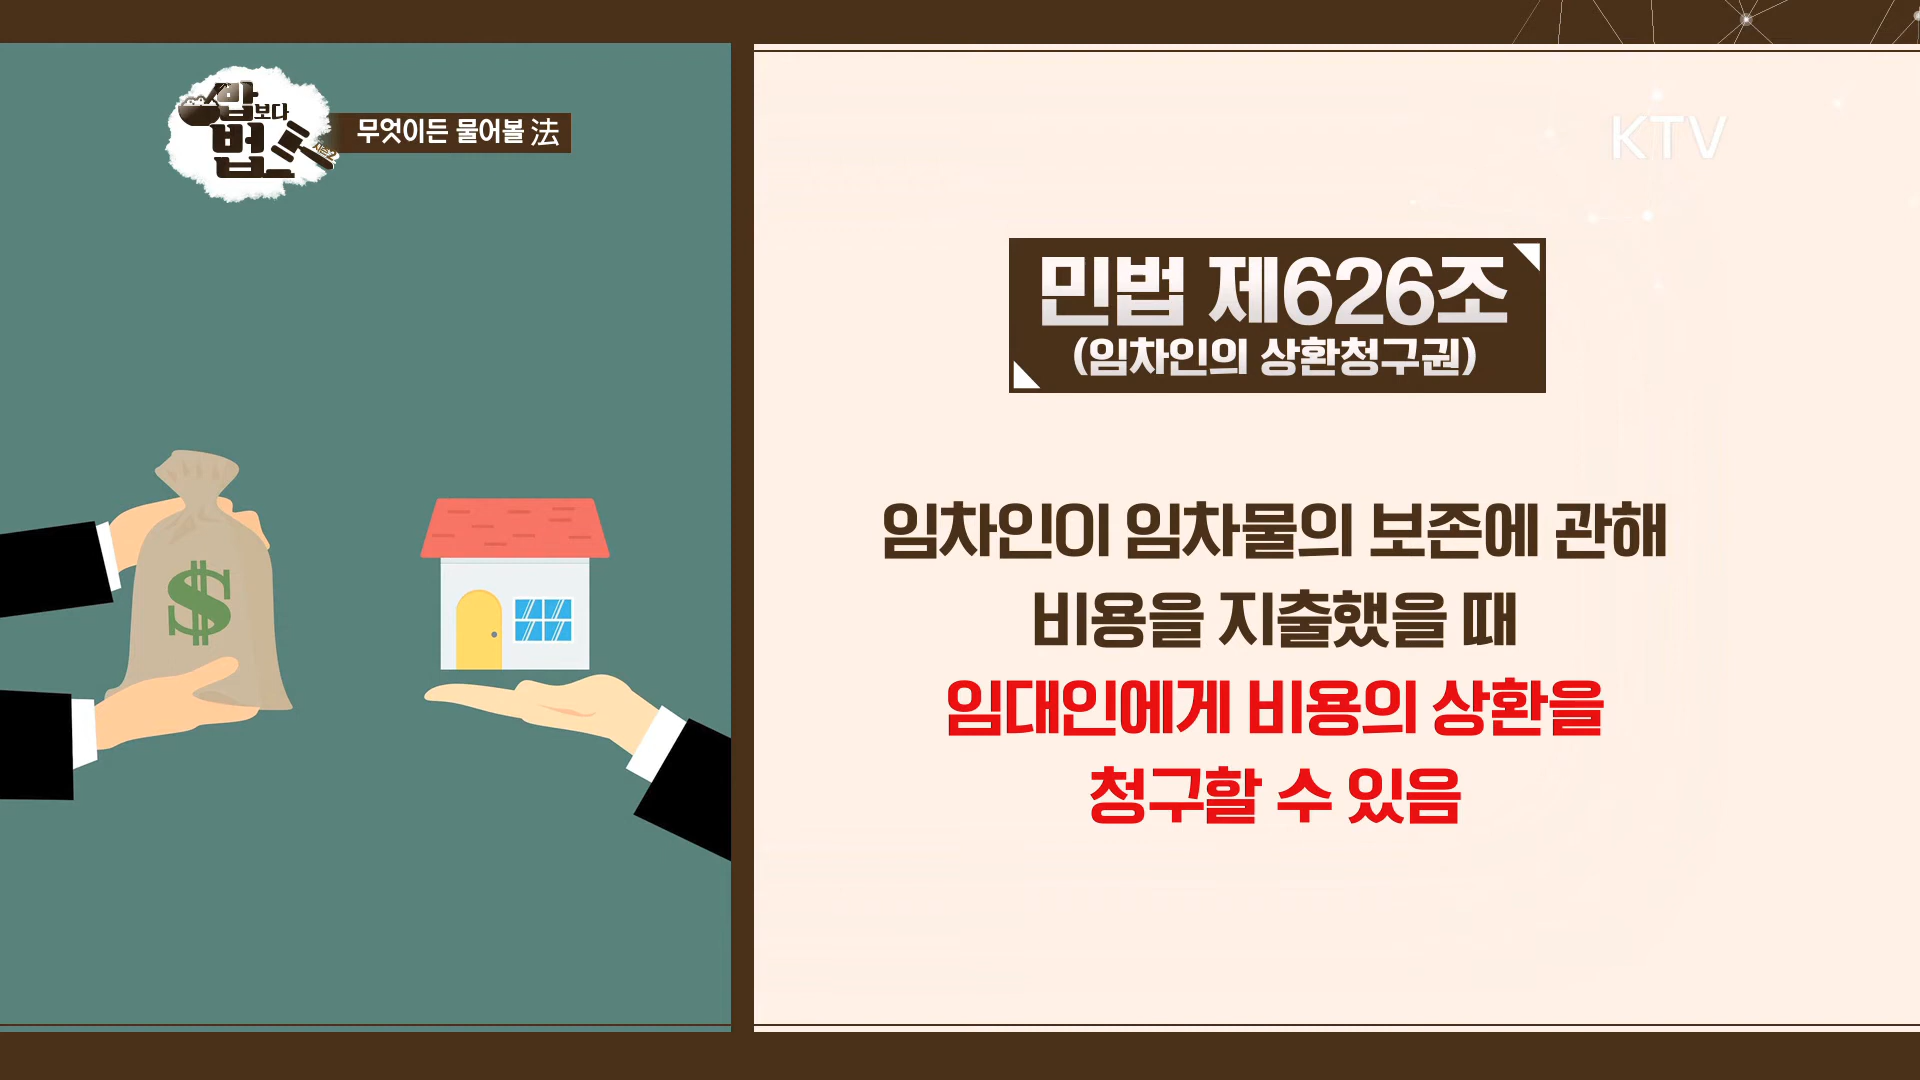 밥보다
법
시즌2
무엇이든 물어볼 法
KTV
민법 제626조
(임차인의 상환청구권)
임차인이 임차물의 보존에 관해
비용을 지출했을 때
임대인에게 비용의 상환을
청구할 수 있음
$